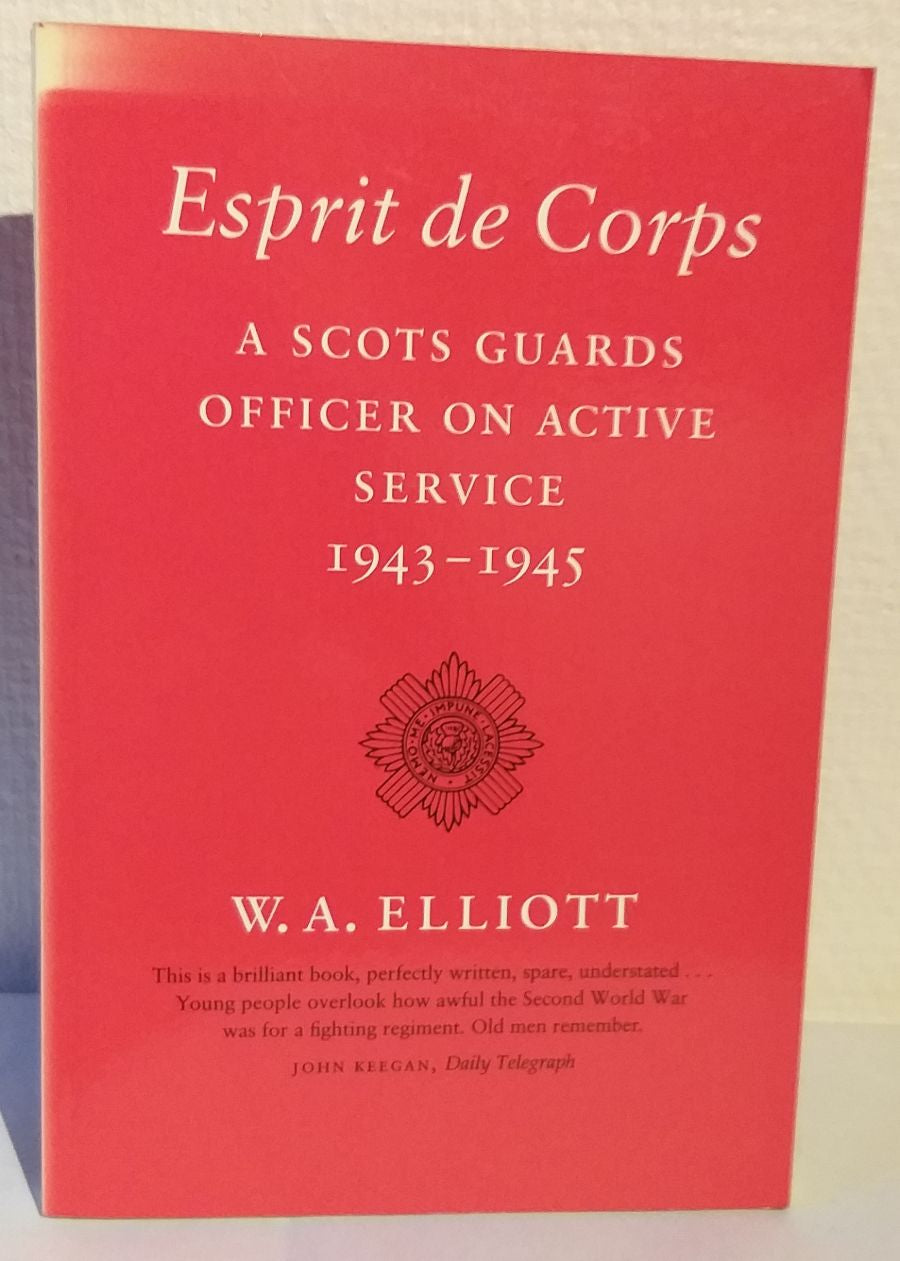 Esprit de Corps
A SCOTS GUARDS
OFFICER ON ACTIVE
SERVICE
1943–1945
NEMO · ME · IMPUNE · LACESSIT ·
W. A. ELLIOTT
This is a brilliant book, perfectly written, spare, understated . . .
Young people overlook how awful the Second World War
was for a fighting regiment. Old men remember.
JOHN KEEGAN, Daily Telegraph